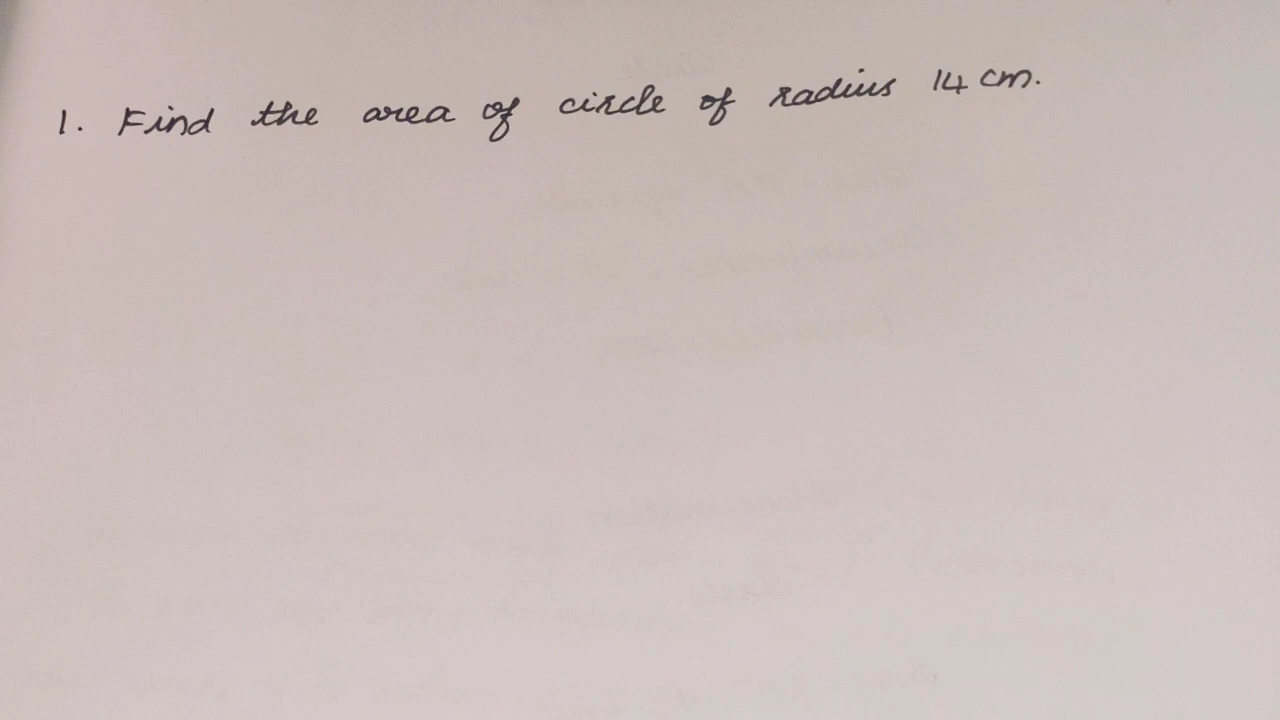 1. Find the area of circle of radius 14 cm.